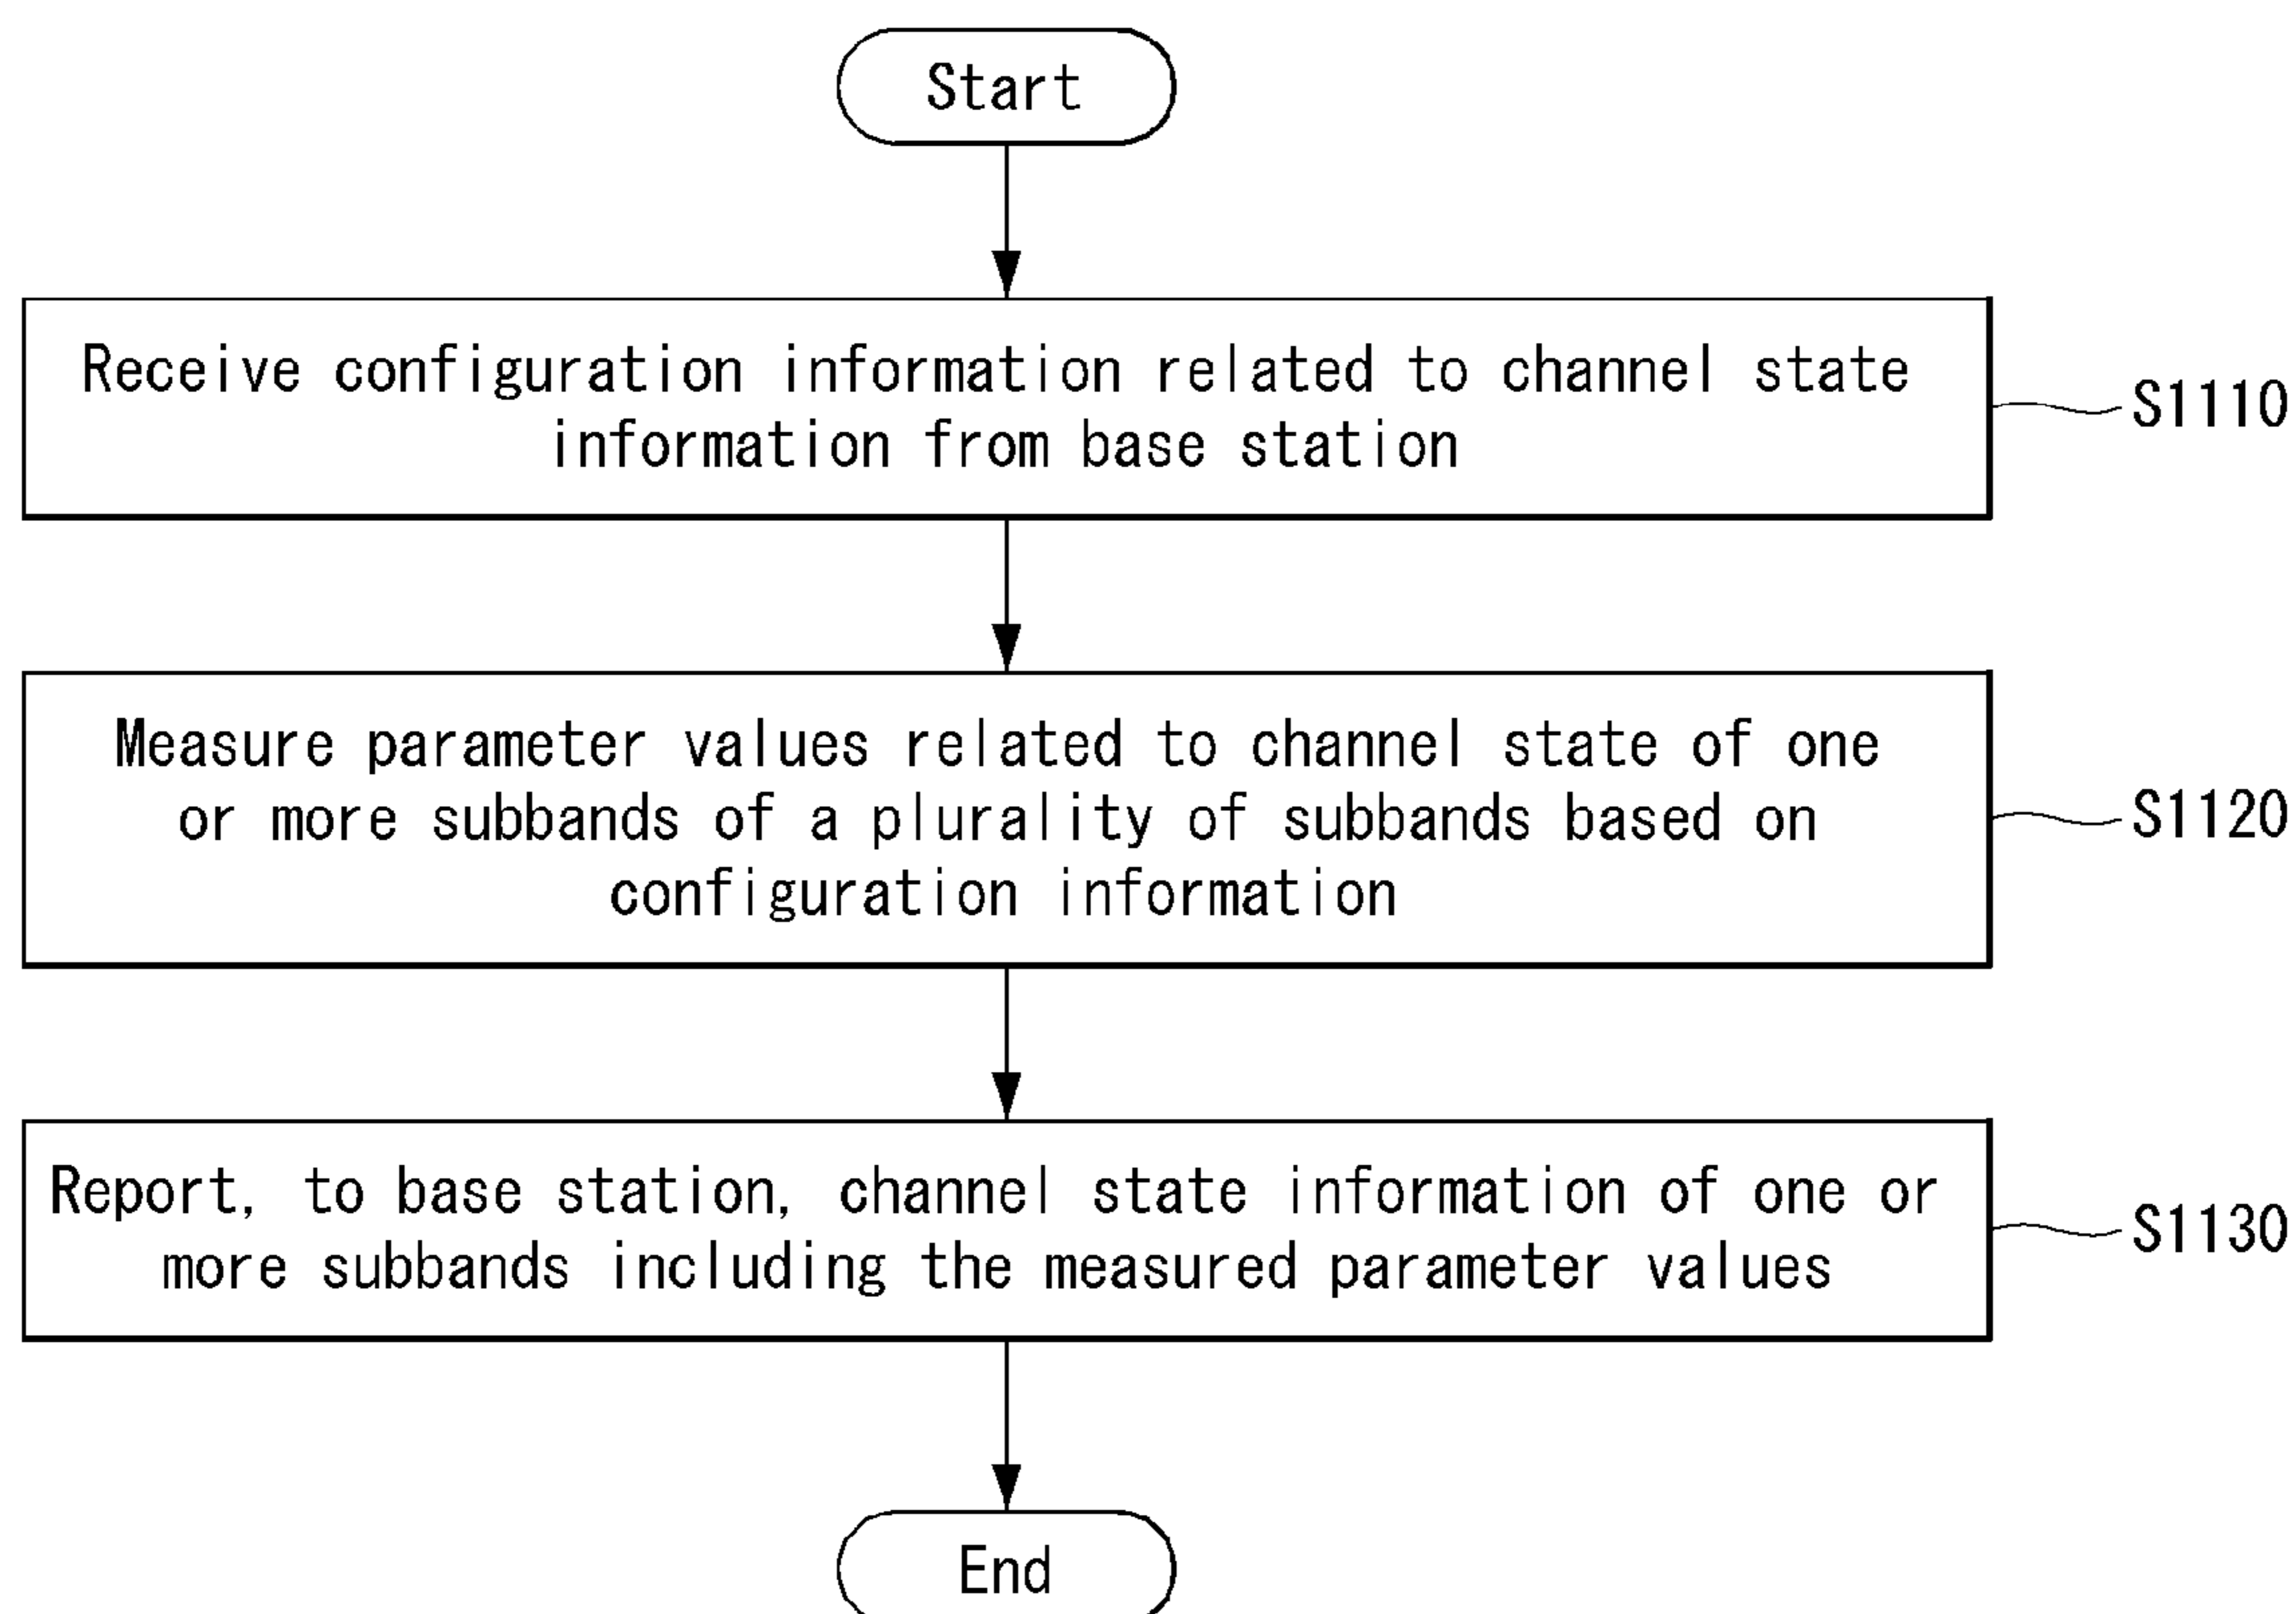 Start
Receive configuration information related to channel state
information from base station
S1110
Measure parameter values related to channel state of one
or more subbands of a plurality of subbands based on
configuration information
S1120
Report, to base station, channel state information of one or
more subbands including the measured parameter values
S1130
End